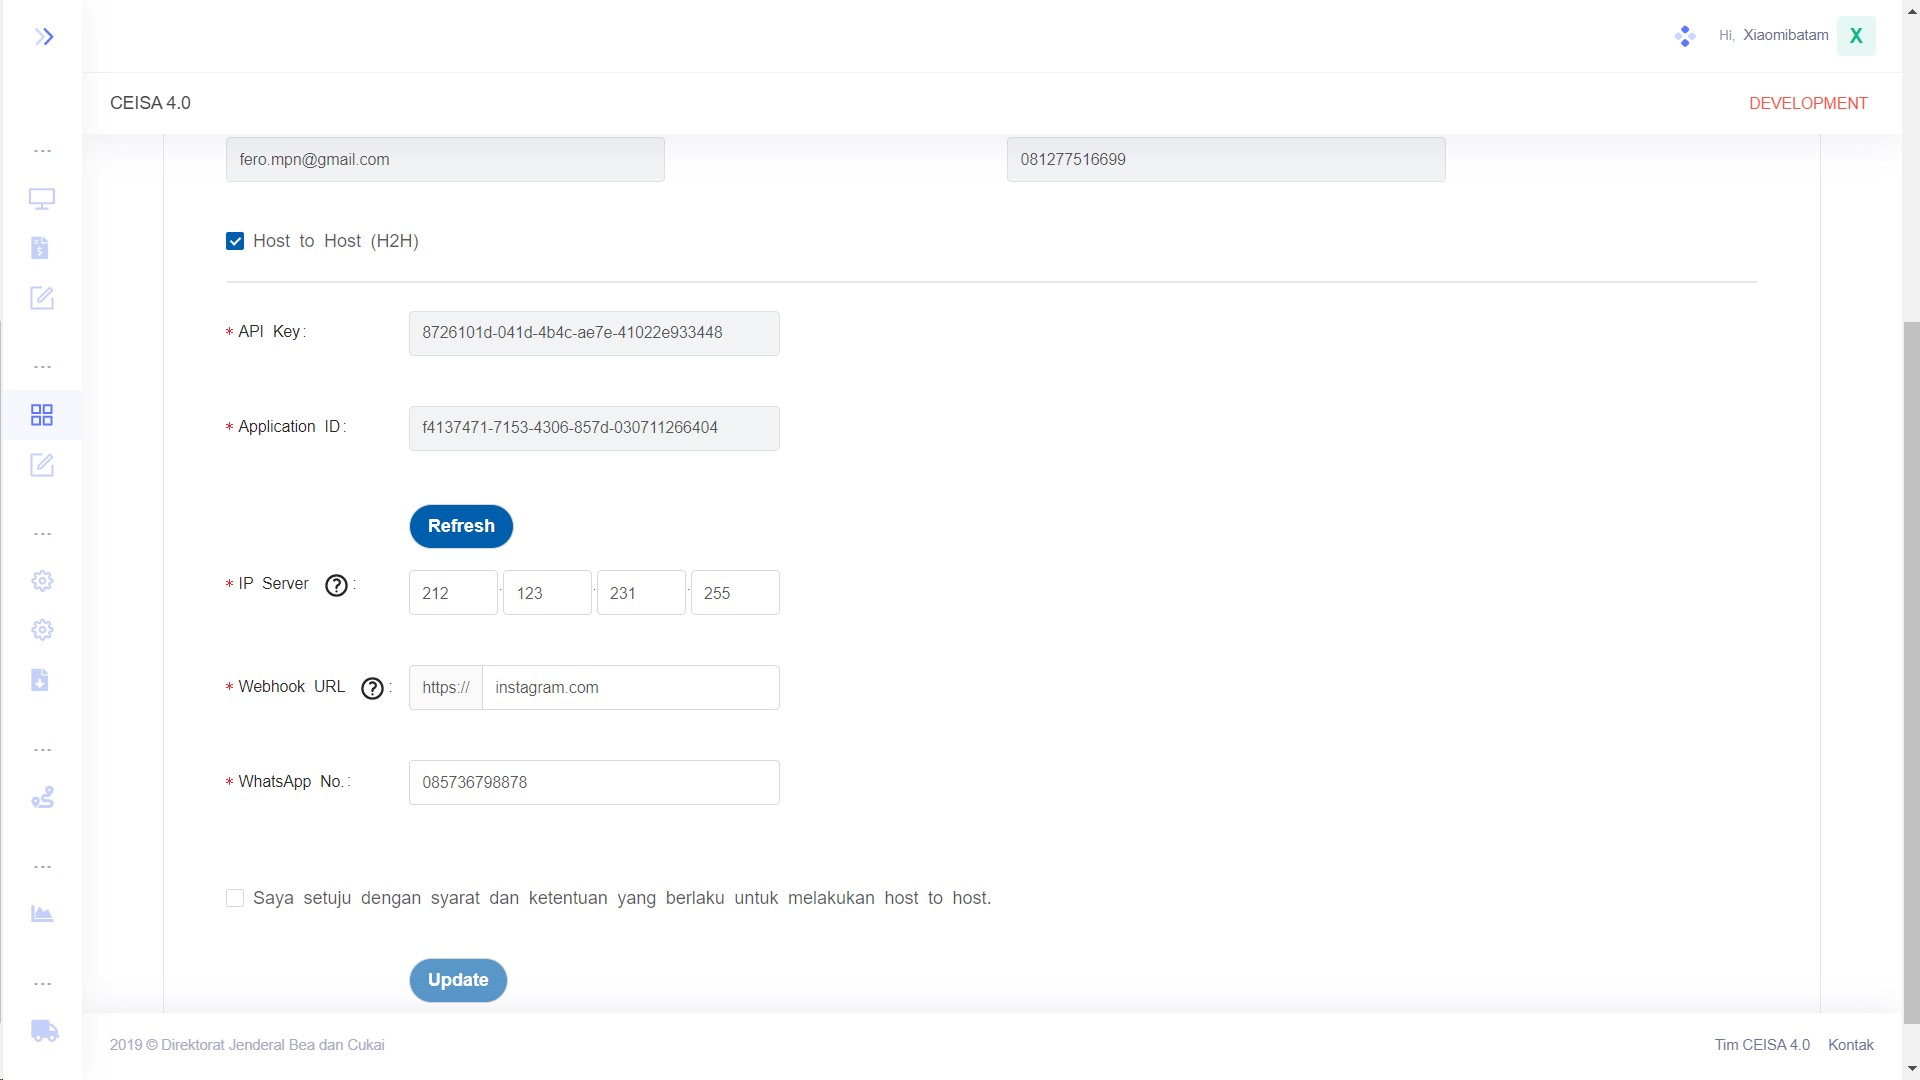 Hi, Xiaomibatam X
CEISA 4.0
DEVELOPMENT
fero.mpn@gmail.com
081277516699
Host to Host (H2H)
* API Key:
8726101d-041d-4b4c-ae7e-41022e933448
* Application ID:
f4137471-7153-4306-857d-030711266404
Refresh
* IP Server ? :
212 . 123 . 231 . 255
* Webhook URL ? :
https:// instagram.com
* WhatsApp No.:
085736798878
Saya setuju dengan syarat dan ketentuan yang berlaku untuk melakukan host to host.
Update
2019 © Direktorat Jenderal Bea dan Cukai
Tim CEISA 4.0 Kontak